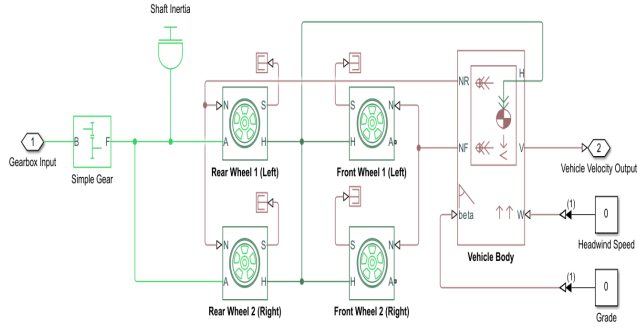 Shaft Inertia
NR
H
N
S
S
N
1
B
F
A
H
H
A
NF
V
2
Gearbox Input
Simple Gear
Rear Wheel 1 (Left)
Front Wheel 1 (Left)
Vehicle Velocity Output
(1)
beta
W
0
N
S
S
N
Vehicle Body
Headwind Speed
(1)
A
H
H
A
0
Rear Wheel 2 (Right)
Front Wheel 2 (Right)
Grade